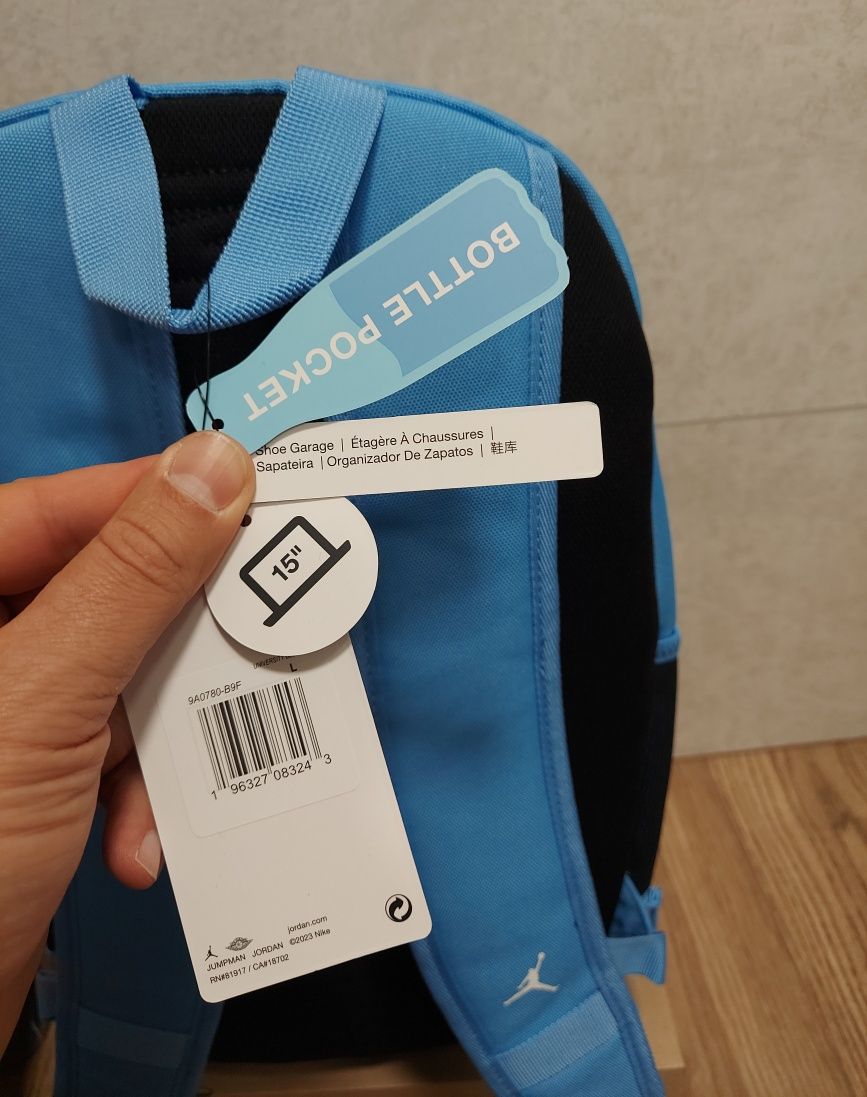 BOTTLE POCKET
Shoe Garage | Étagère À Chaussures |
Sapateira | Organizador De Zapatos | 鞋库
15"
L
9A0780-B9F
1 96327 08324 3
jordan.com
JUMPMAN JORDAN ©2023 Nike
RN#81917 / CA#18702